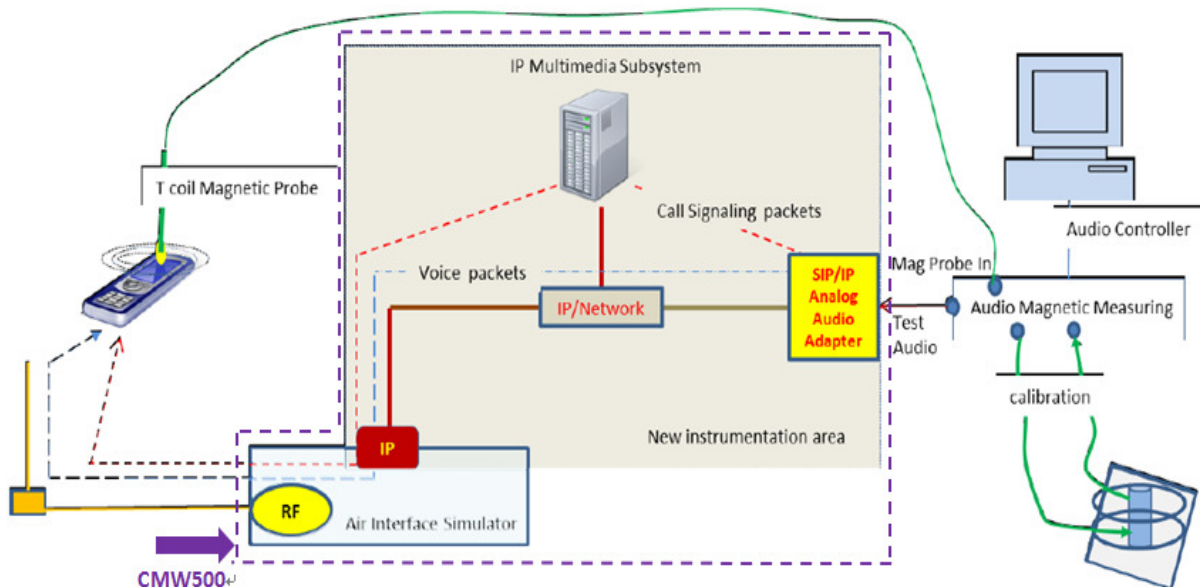 IP Multimedia Subsystem
T coil Magnetic Probe
Call Signaling packets
Audio Controller
Voice packets
Mag Probe In
SIP/IP
Analog
Audio
Adapter
IP/Network
Test
Audio
Audio Magnetic Measuring
calibration
New instrumentation area
IP
RF
Air Interface Simulator
CMW500